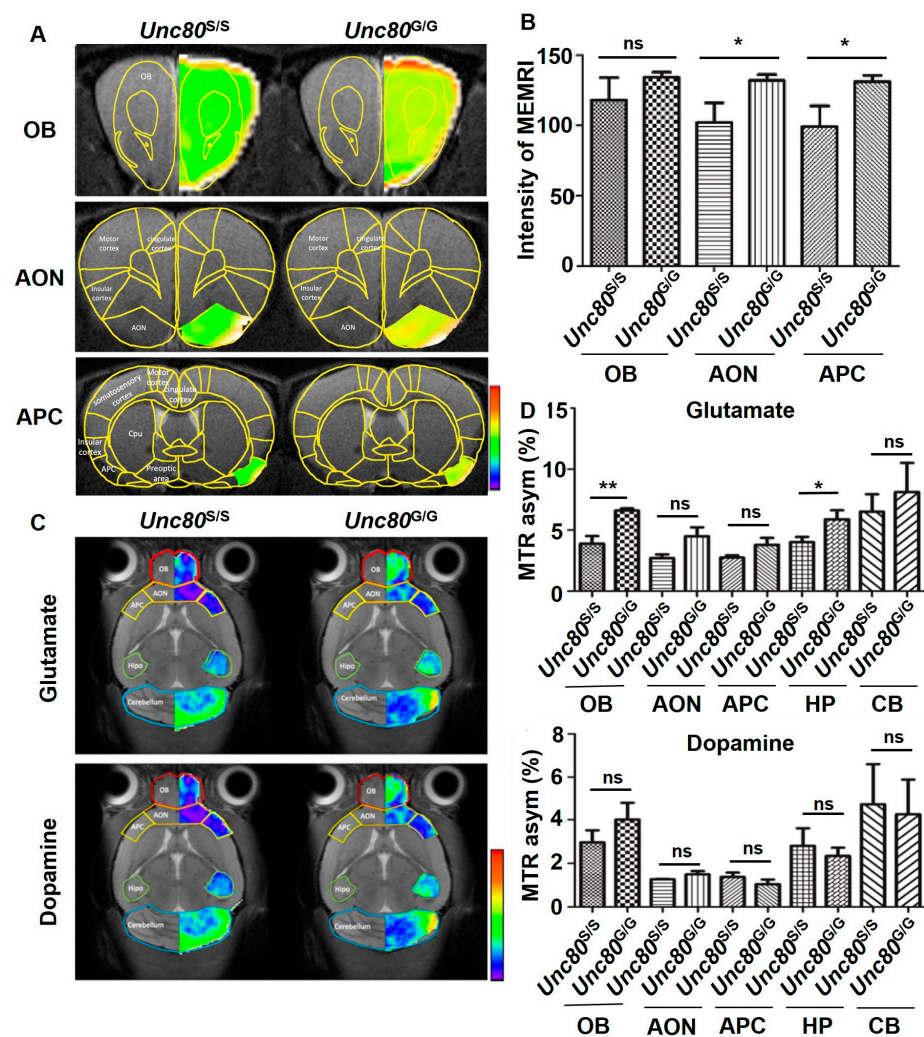 A
Unc80S/S
Unc80G/G
OB
OB
AON
Motor cortex
cingulate cortex
Insular cortex
AON
Motor cortex
cingulate cortex
Insular cortex
AON
APC
somatosensory cortex
Motor cortex
cingulate cortex
Insular cortex
Cpu
APC
Preoptic area
B
Intensity of MEMRI
150
100
50
0
ns
*
*
Unc80S/S
Unc80G/G
Unc80S/S
Unc80G/G
Unc80S/S
Unc80G/G
OB
AON
APC
C
Unc80S/S
Unc80G/G
Glutamate
OB
AON
APC
Hipo
Cerebellum
OB
AON
APC
Hipo
Cerebellum
Dopamine
OB
AON
APC
Hipo
Cerebellum
OB
AON
APC
Hipo
Cerebellum
D
Glutamate
MTR asym (%)
15
10
5
0
**
ns
ns
*
ns
Unc80S/S
Unc80G/G
Unc80S/S
Unc80G/G
Unc80S/S
Unc80G/G
Unc80S/S
Unc80G/G
Unc80S/S
Unc80G/G
OB
AON
APC
HP
CB
Dopamine
MTR asym (%)
8
6
4
2
0
ns
ns
ns
ns
ns
Unc80S/S
Unc80G/G
Unc80S/S
Unc80G/G
Unc80S/S
Unc80G/G
Unc80S/S
Unc80G/G
Unc80S/S
Unc80G/G
OB
AON
APC
HP
CB